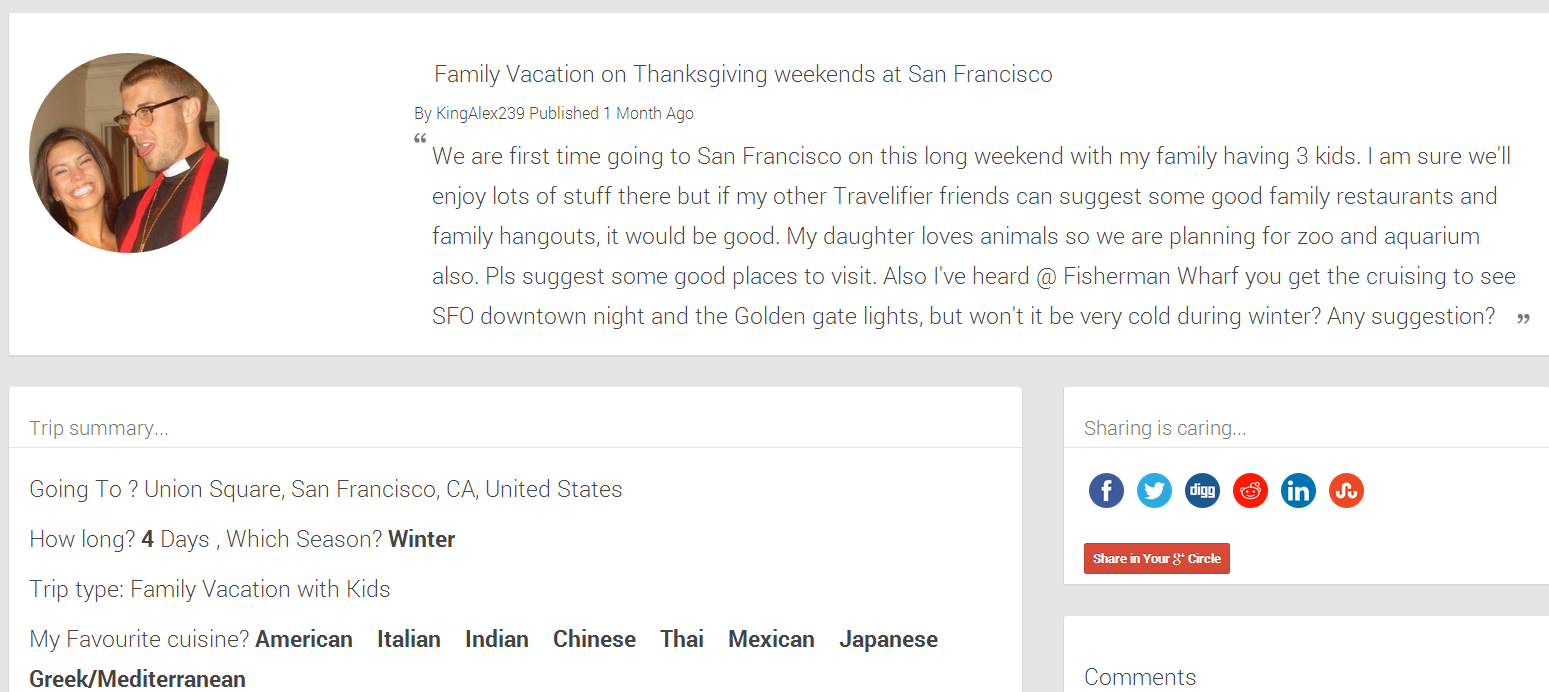 Family Vacation on Thanksgiving weekends at San Francisco
By KingAlex239 Published 1 Month Ago
“ We are first time going to San Francisco on this long weekend with my family having 3 kids. I am sure we'll
enjoy lots of stuff there but if my other Travelifier friends can suggest some good family restaurants and
family hangouts, it would be good. My daughter loves animals so we are planning for zoo and aquarium
also. Pls suggest some good places to visit. Also I've heard @ Fisherman Wharf you get the cruising to see
SFO downtown night and the Golden gate lights, but won't it be very cold during winter? Any suggestion? ”
Trip summary...
Going To ? Union Square, San Francisco, CA, United States
How long? 4 Days , Which Season? Winter
Trip type: Family Vacation with Kids
My Favourite cuisine? American Italian Indian Chinese Thai Mexican Japanese
Greek/Mediterranean
Sharing is caring...
f digg in
Share in Your g+ Circle
Comments